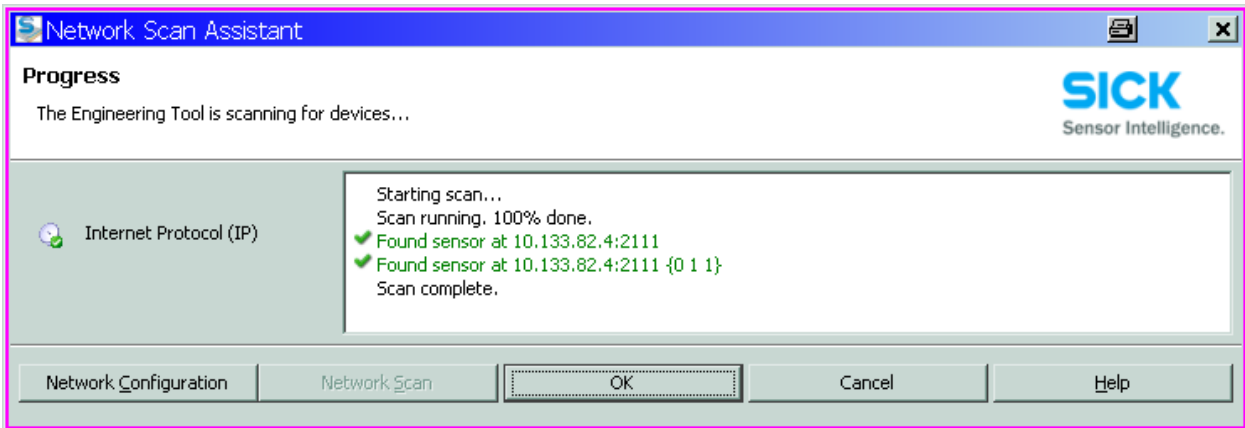 Network Scan Assistant
Progress
The Engineering Tool is scanning for devices...
SICK
Sensor Intelligence.
Internet Protocol (IP)
Starting scan...
Scan running. 100% done.
Found sensor at 10.133.82.4:2111
Found sensor at 10.133.82.4:2111 {0 1 1}
Scan complete.
Network Configuration
Network Scan
OK
Cancel
Help